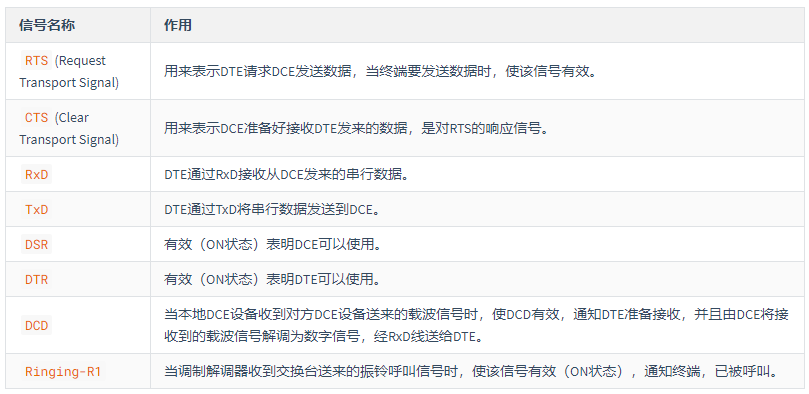 信号名称 作用
RTS (Request
Transport Signal)
用来表示DTE请求DCE发送数据，当终端要发送数据时，使该信号有效。
CTS (Clear
Transport Signal)
用来表示DCE准备好接收DTE发来的数据，是对RTS的响应信号。
RxD DTE通过RxD接收从DCE发来的串行数据。
TxD DTE通过TxD将串行数据发送到DCE。
DSR 有效（ON状态）表明DCE可以使用。
DTR 有效（ON状态）表明DTE可以使用。
DCD
当本地DCE设备收到对方DCE设备送来的载波信号时，使DCD有效，通知DTE准备接收，并且由DCE将接
收到的载波信号解调为数字信号，经RxD线送给DTE。
Ringing-R1 当调制解调器收到交换台送来的振铃呼叫信号时，使该信号有效（ON状态），通知终端，已被呼叫。